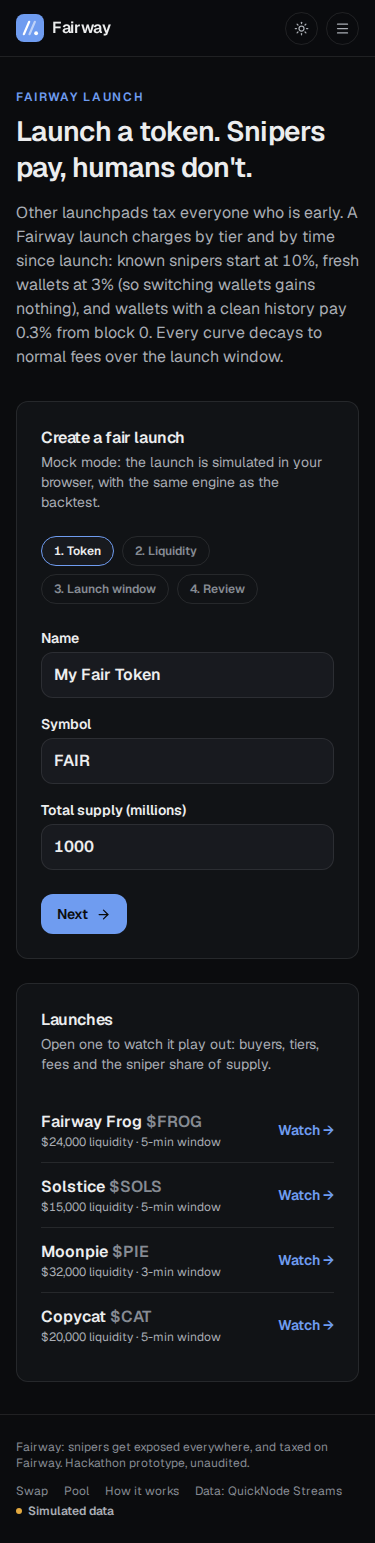 Fairway
FAIRWAY LAUNCH
Launch a token. Snipers
pay, humans don't.
Other launchpads tax everyone who is early. A
Fairway launch charges by tier and by time
since launch: known snipers start at 10%, fresh
wallets at 3% (so switching wallets gains
nothing), and wallets with a clean history pay
0.3% from block 0. Every curve decays to
normal fees over the launch window.
Create a fair launch
Mock mode: the launch is simulated in your
browser, with the same engine as the
backtest.
1. Token 2. Liquidity
3. Launch window 4. Review
Name
My Fair Token
Symbol
FAIR
Total supply (millions)
1000
Next →
Launches
Open one to watch it play out: buyers, tiers,
fees and the sniper share of supply.
Fairway Frog $FROG
$24,000 liquidity · 5-min window
Watch →
Solstice $SOLS
$15,000 liquidity · 5-min window
Watch →
Moonpie $PIE
$32,000 liquidity · 3-min window
Watch →
Copycat $CAT
$20,000 liquidity · 5-min window
Watch →
Fairway: snipers get exposed everywhere, and taxed on
Fairway. Hackathon prototype, unaudited.
Swap Pool How it works Data: QuickNode Streams
Simulated data